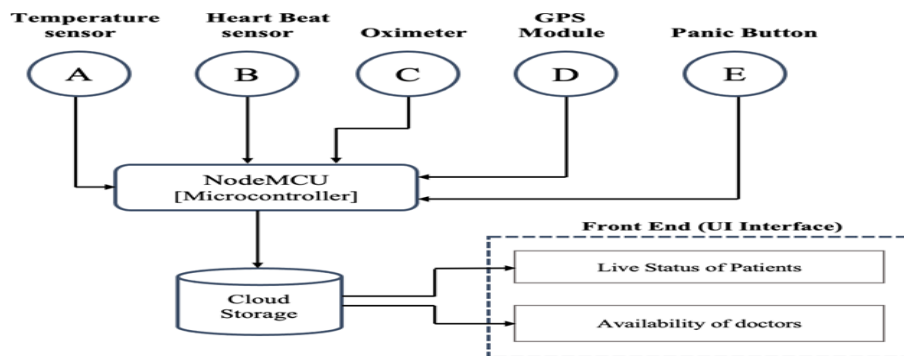 Temperature
sensor
Heart Beat
sensor
Oximeter
GPS
Module
Panic Button
A
B
C
D
E
NodeMCU
[Microcontroller]
Front End (UI Interface)
Live Status of Patients
Cloud
Storage
Availability of doctors